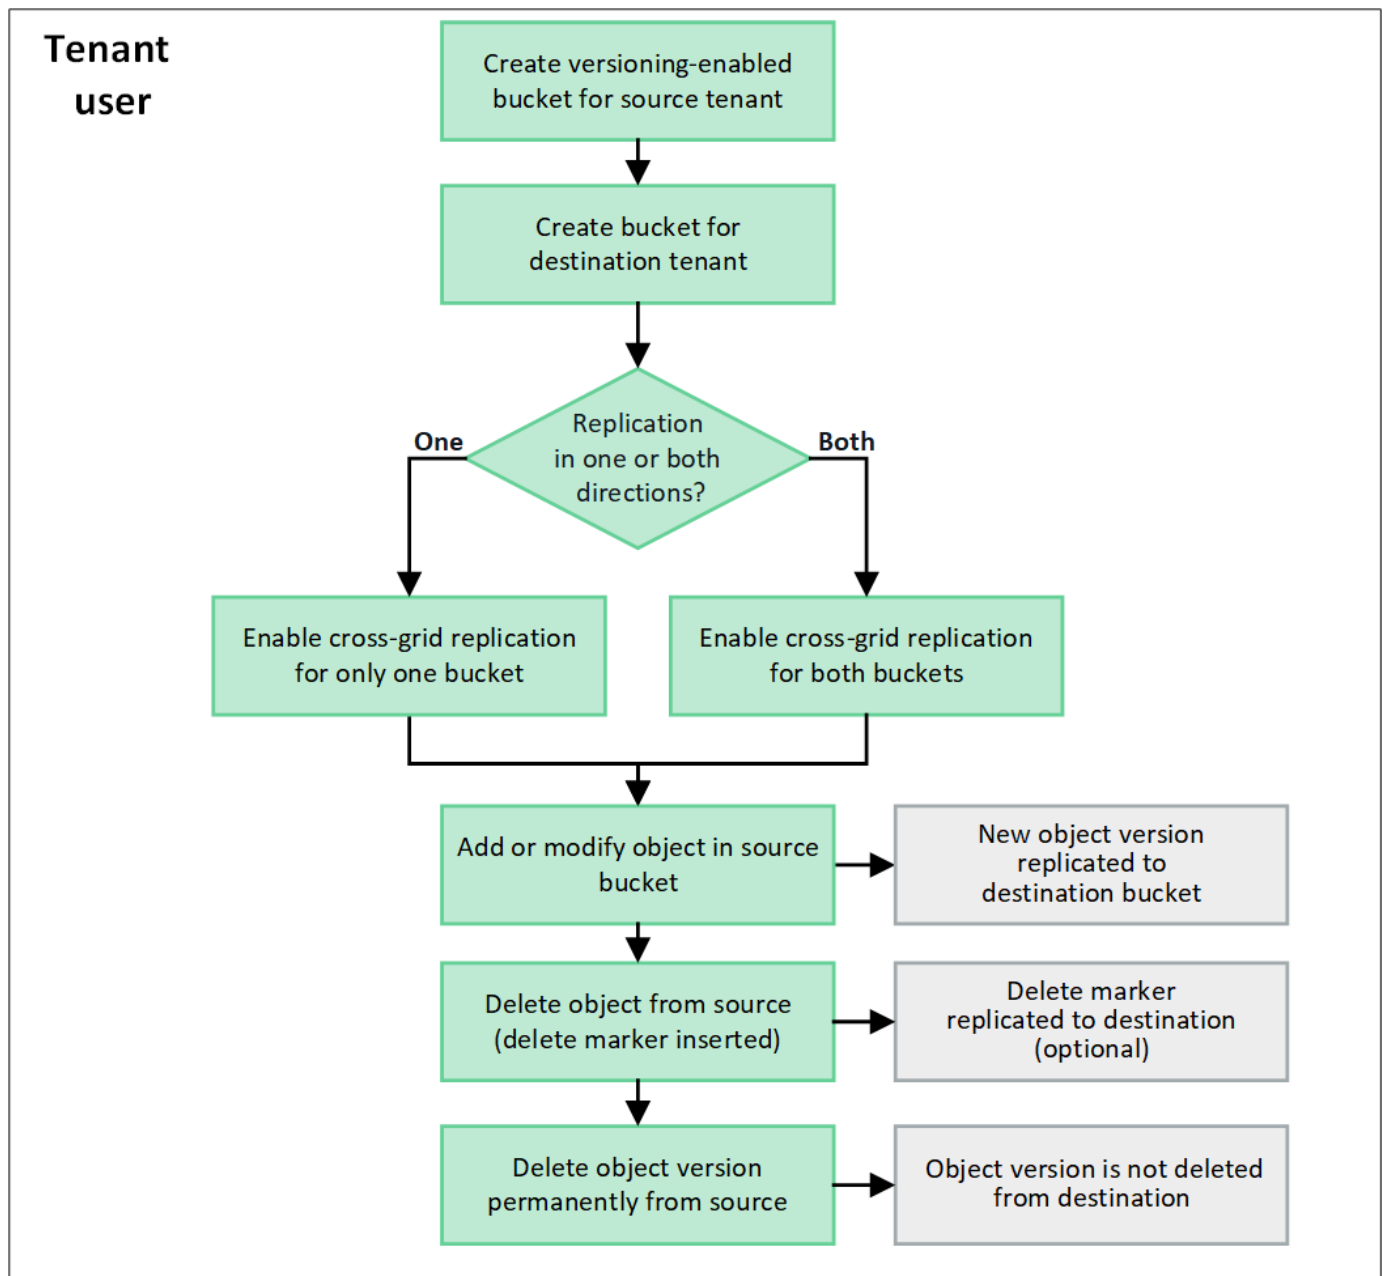 Tenant
user
Create versioning-enabled
bucket for source tenant
Create bucket for
destination tenant
Replication
in one or both
directions?
One
Both
Enable cross-grid replication
for only one bucket
Enable cross-grid replication
for both buckets
Add or modify object in source
bucket
New object version
replicated to
destination bucket
Delete object from source
(delete marker inserted)
Delete marker
replicated to destination
(optional)
Delete object version
permanently from source
Object version is not deleted
from destination